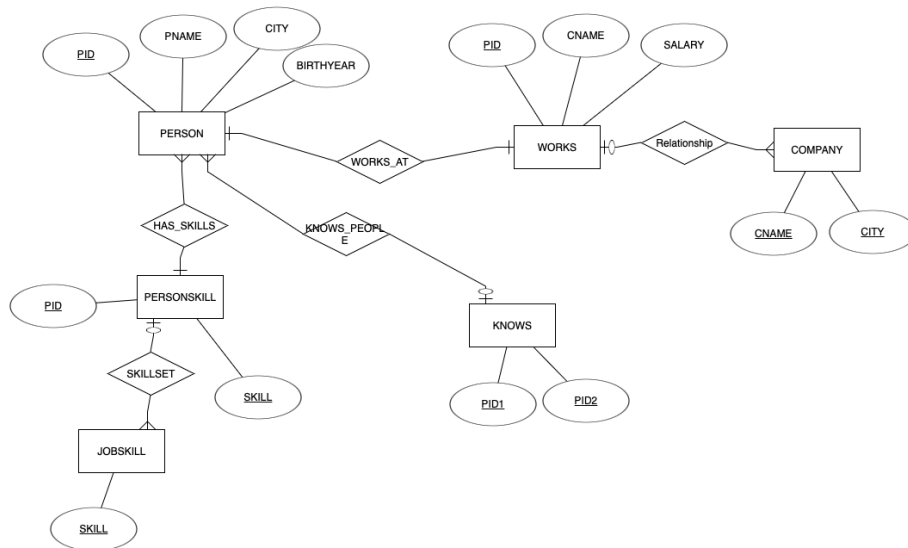 CITY
PNAME
CNAME
PID
PID
SALARY
BIRTHYEAR
PERSON
WORKS
Relationship
COMPANY
WORKS_AT
HAS_SKILLS
KNOWS_PEOPL
E
CNAME
CITY
PERSONSKILL
PID
KNOWS
SKILLSET
SKILL
PID1
PID2
JOBSKILL
SKILL